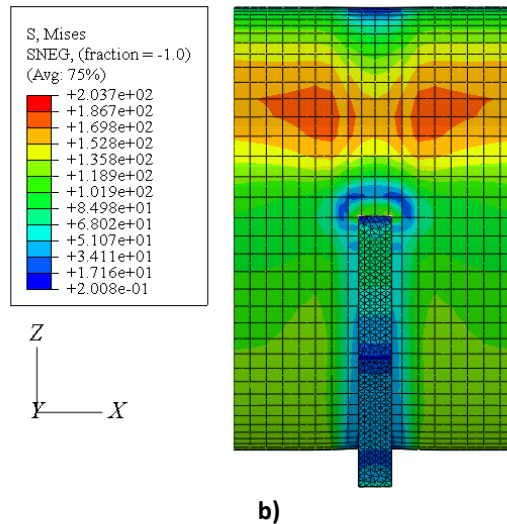 S, Mises
SNEG, (fraction = -1.0)
(Avg: 75%)
+2.037e+02
+1.867e+02
+1.698e+02
+1.528e+02
+1.358e+02
+1.189e+02
+1.019e+02
+8.498e+01
+6.802e+01
+5.107e+01
+3.411e+01
+1.716e+01
+2.008e-01
Z
Y
X
b)